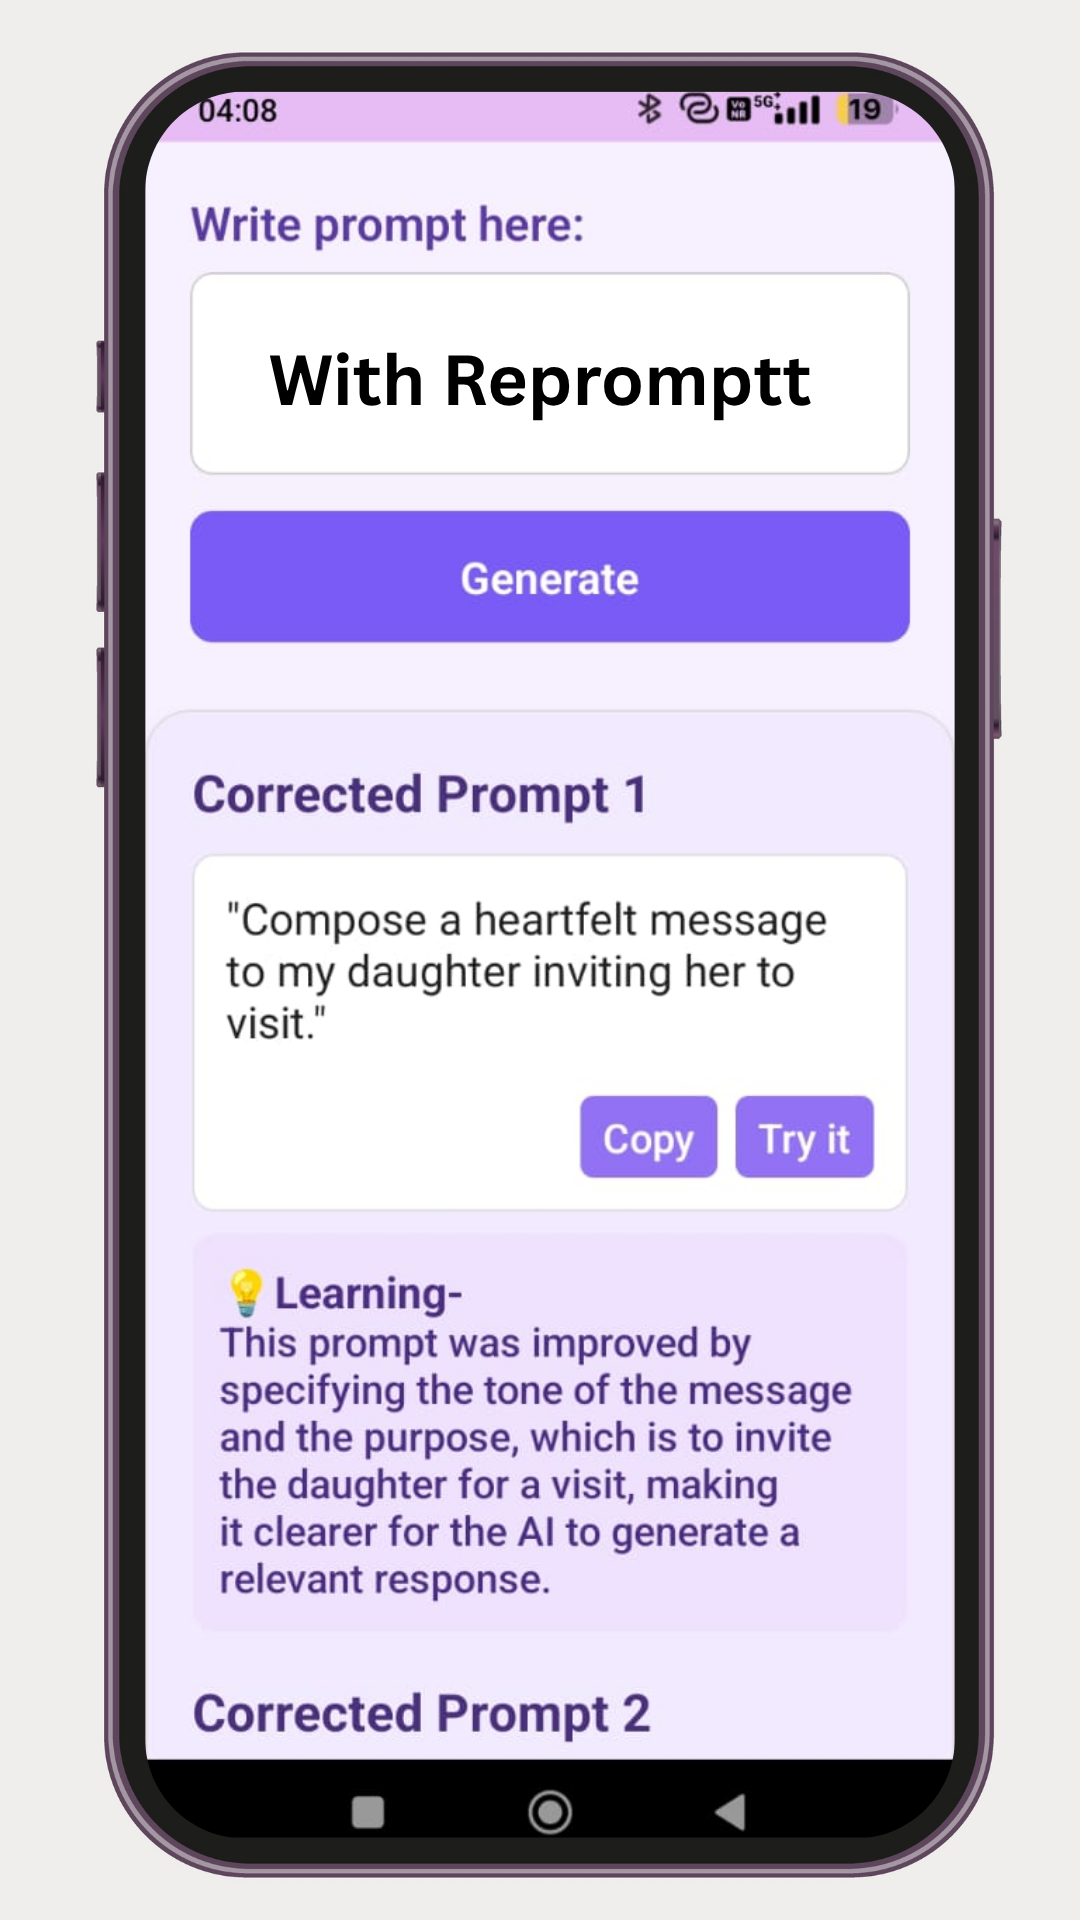 04:08
Vo NR 5G 19
Write prompt here:
With Repromptt
Generate
Corrected Prompt 1
"Compose a heartfelt message
to my daughter inviting her to
visit."
Copy Try it
💡Learning-
This prompt was improved by
specifying the tone of the message
and the purpose, which is to invite
the daughter for a visit, making
it clearer for the AI to generate a
relevant response.
Corrected Prompt 2